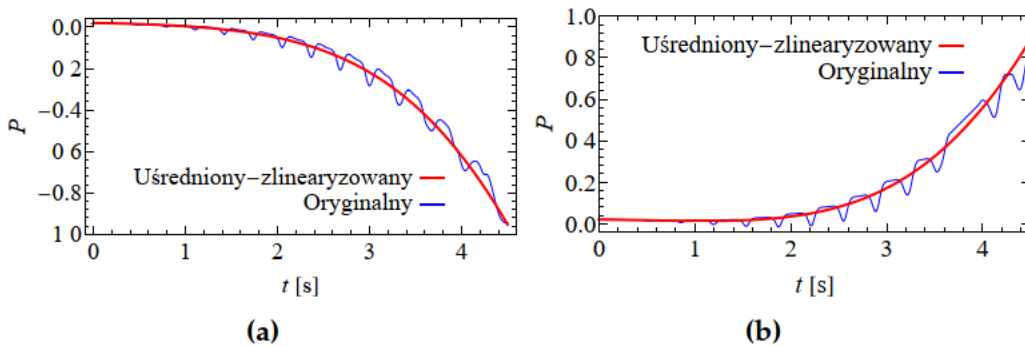 0.0
0.2
−0.4
0.6
−0.8
1.0
P
Uśredniony−zlinearyzowany
Oryginalny
0 1 2 3 4
t [s]
(a)
1.0
0.8
0.6
0.4
0.2
0.0
P
Uśredniony−zlinearyzowany
Oryginalny
0 1 2 3 4
t [s]
(b)